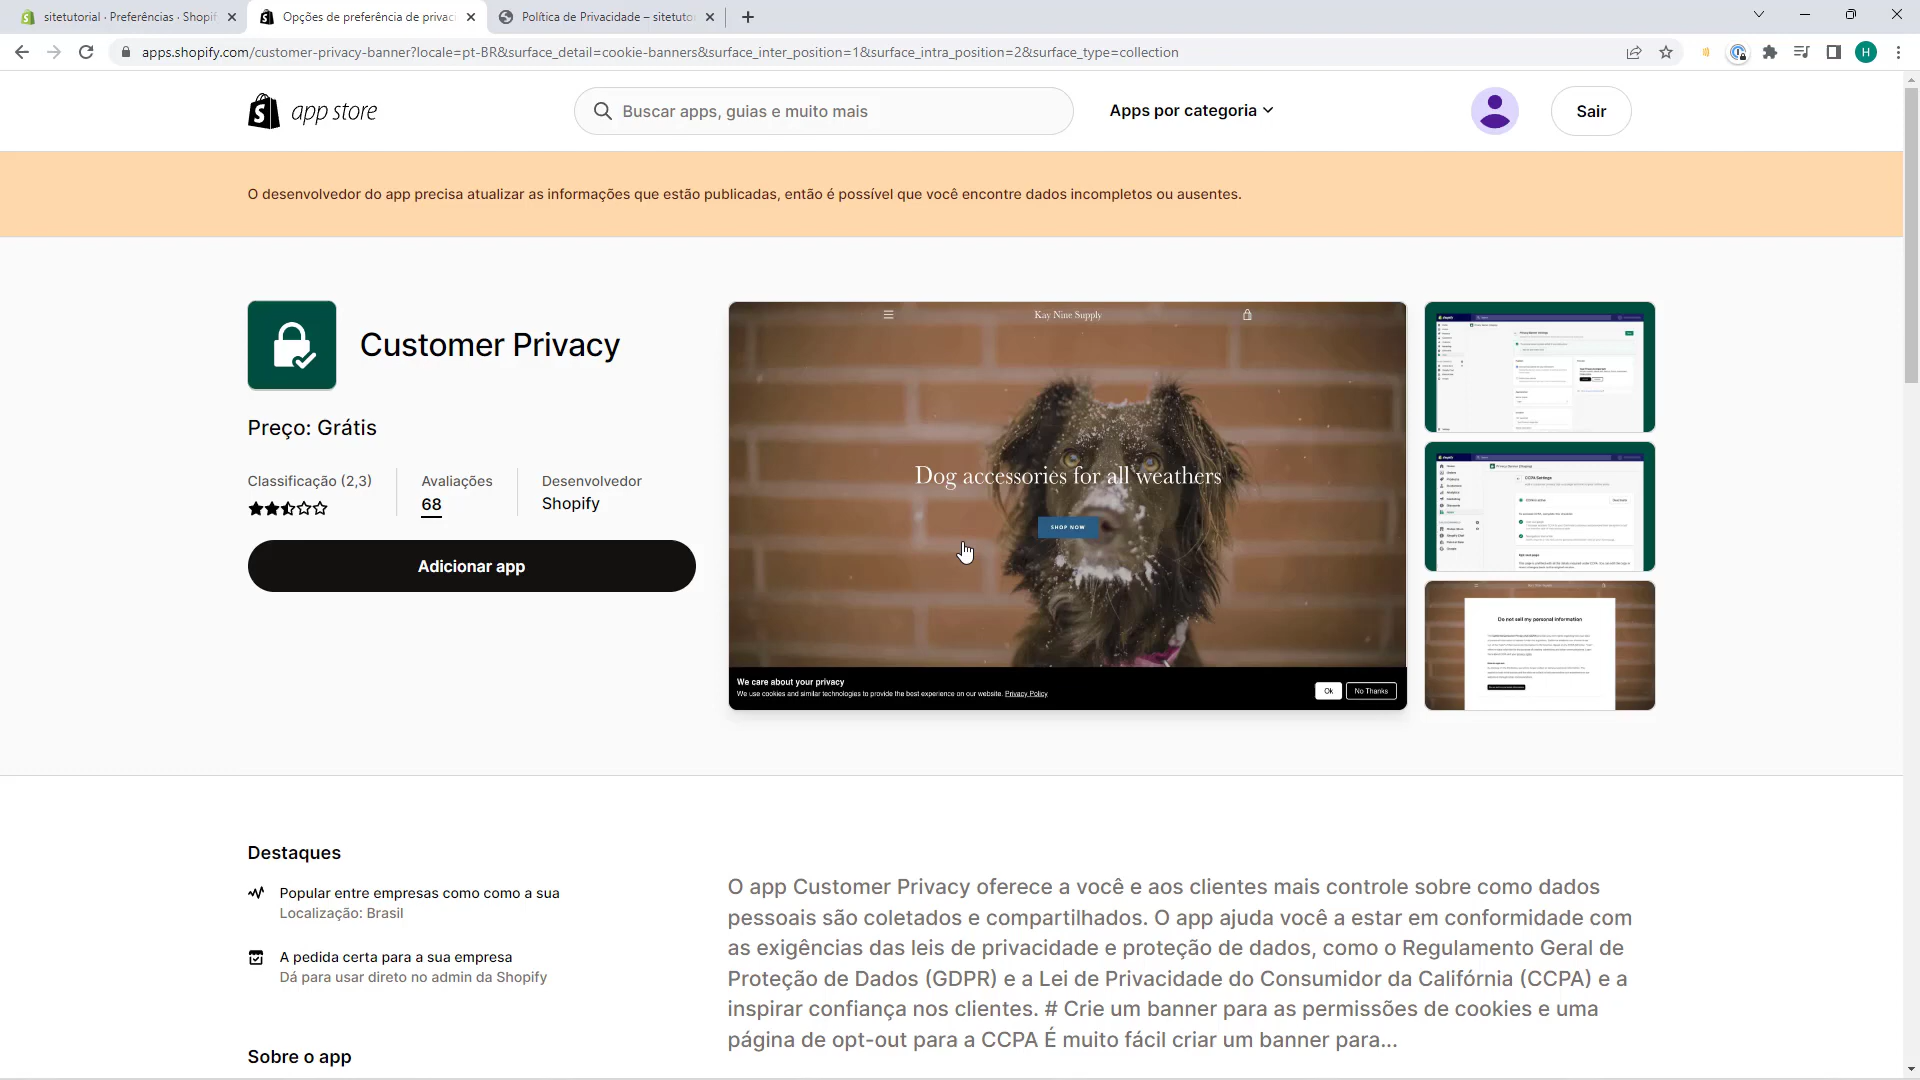 sitetutorial · Preferências · Shopif
Opções de preferência de privaci
Política de Privacidade – sitetuto
apps.shopify.com/customer-privacy-banner?locale=pt-BR&surface_detail=cookie-banners&surface_inter_position=1&surface_intra_position=2&surface_type=collection
H
app store
Buscar apps, guias e muito mais
Apps por categoria
Sair
O desenvolvedor do app precisa atualizar as informações que estão publicadas, então é possível que você encontre dados incompletos ou ausentes.
Customer Privacy
Preço: Grátis
Classificação (2,3)
Avaliações
68
Desenvolvedor
Shopify
Adicionar app
Kay Nine Supply
Dog accessories for all weathers
SHOP NOW
We care about your privacy
We use cookies and similar technologies to provide the best experience on our website. Privacy Policy
Ok
No Thanks
CCPA Settings
Do not sell my personal information
Destaques
Popular entre empresas como como a sua
Localização: Brasil
A pedida certa para a sua empresa
Dá para usar direto no admin da Shopify
Sobre o app
O app Customer Privacy oferece a você e aos clientes mais controle sobre como dados
pessoais são coletados e compartilhados. O app ajuda você a estar em conformidade com
as exigências das leis de privacidade e proteção de dados, como o Regulamento Geral de
Proteção de Dados (GDPR) e a Lei de Privacidade do Consumidor da Califórnia (CCPA) e a
inspirar confiança nos clientes. # Crie um banner para as permissões de cookies e uma
página de opt-out para a CCPA É muito fácil criar um banner para...